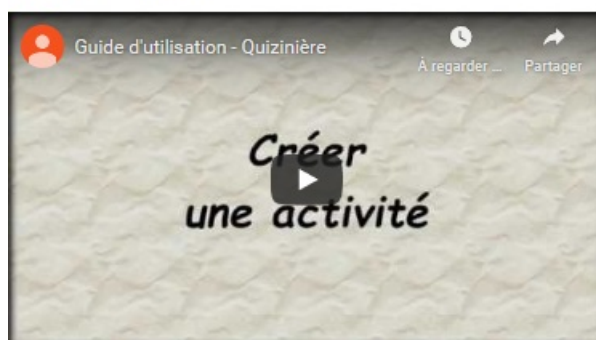 Guide d'utilisation - Quizinière
À regarder ...
Partager
Créer
une activité